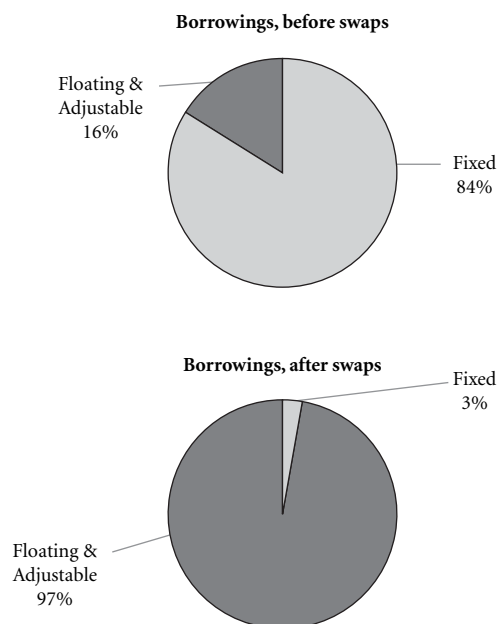 Borrowings, before swaps
Floating &
Adjustable
16%
Fixed
84%
Borrowings, after swaps
Fixed
3%
Floating &
Adjustable
97%